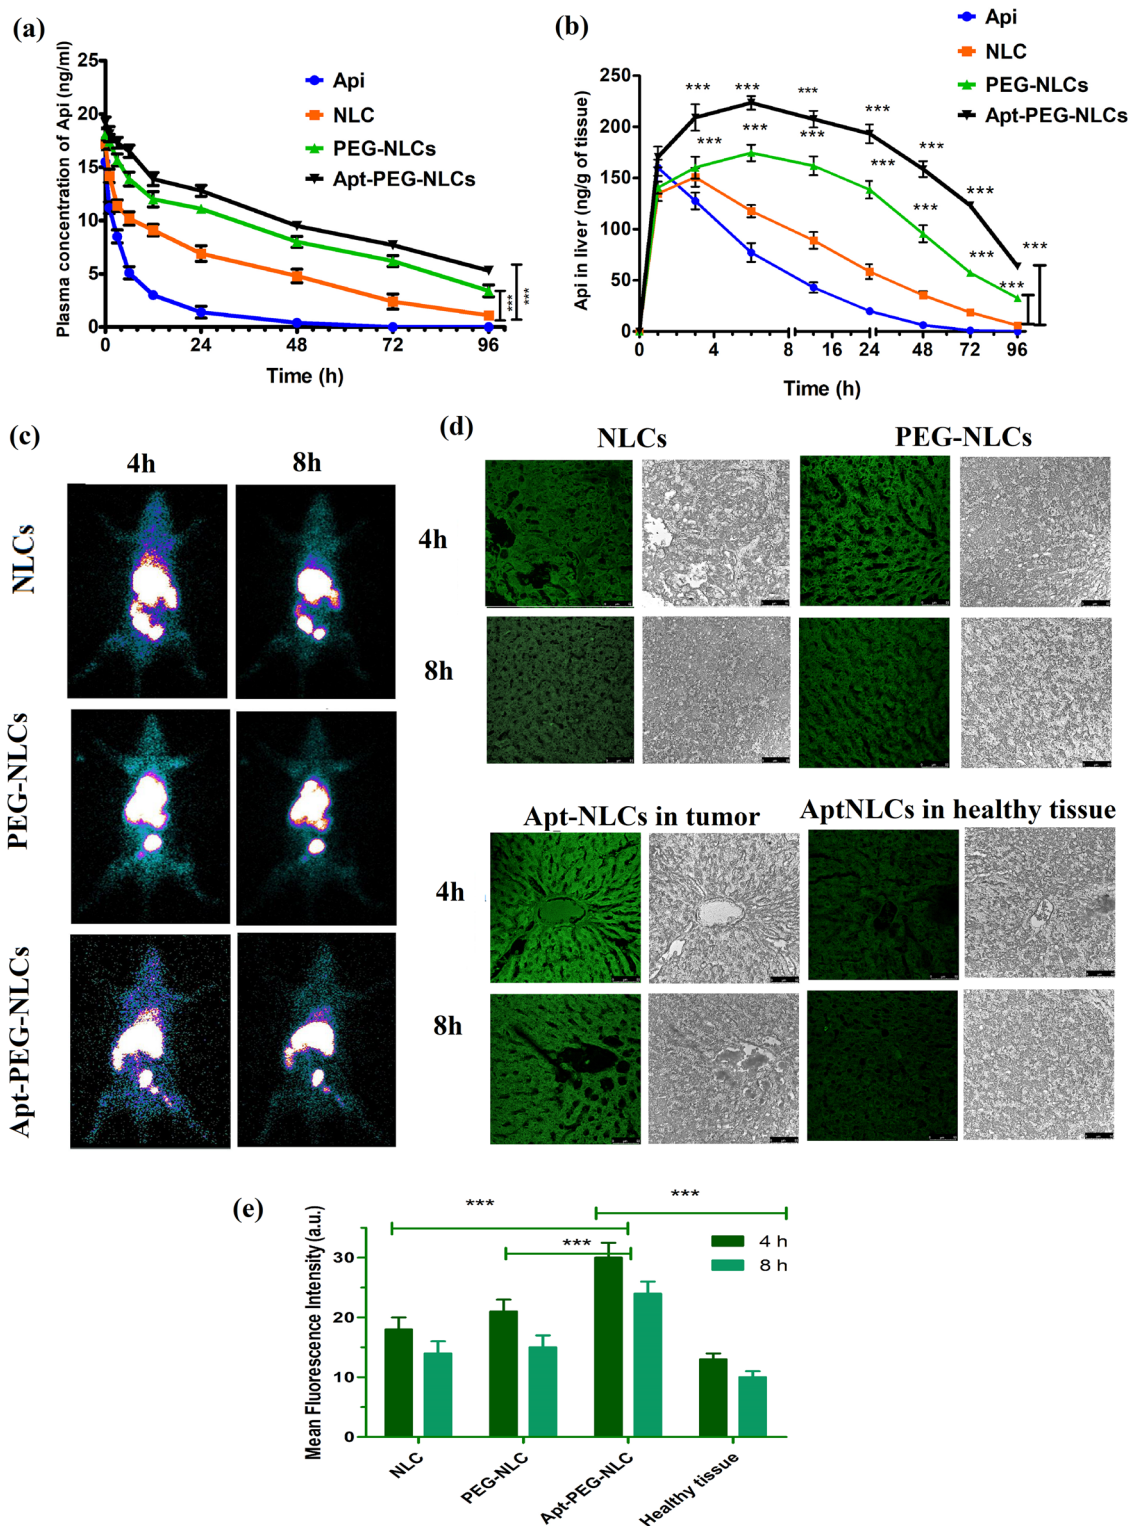 (a)
Plasma concentration of Api (ng/ml)
25
20
15
10
5
0
0 24 48 72 96
Time (h)
Api
NLC
PEG-NLCs
Apt-PEG-NLCs
***
***
(b)
Api in liver (ng/g of tissue)
250
200
150
100
50
0
0 4 8 16 24 48 72 96
Time (h)
Api
NLC
PEG-NLCs
Apt-PEG-NLCs
*** *** *** *** *** *** ***
*** *** *** *** *** *** ***
(c)
4h 8h
NLCs
PEG-NLCs
Apt-PEG-NLCs
(d)
NLCs PEG-NLCs
4h
8h
Apt-NLCs in tumor AptNLCs in healthy tissue
4h
8h
(e)
Mean Fluorescence Intensity (a.u.)
30
20
10
0
*** ***
***
4 h
8 h
NLC
PEG-NLC
Apt-PEG-NLC
Healthy tissue